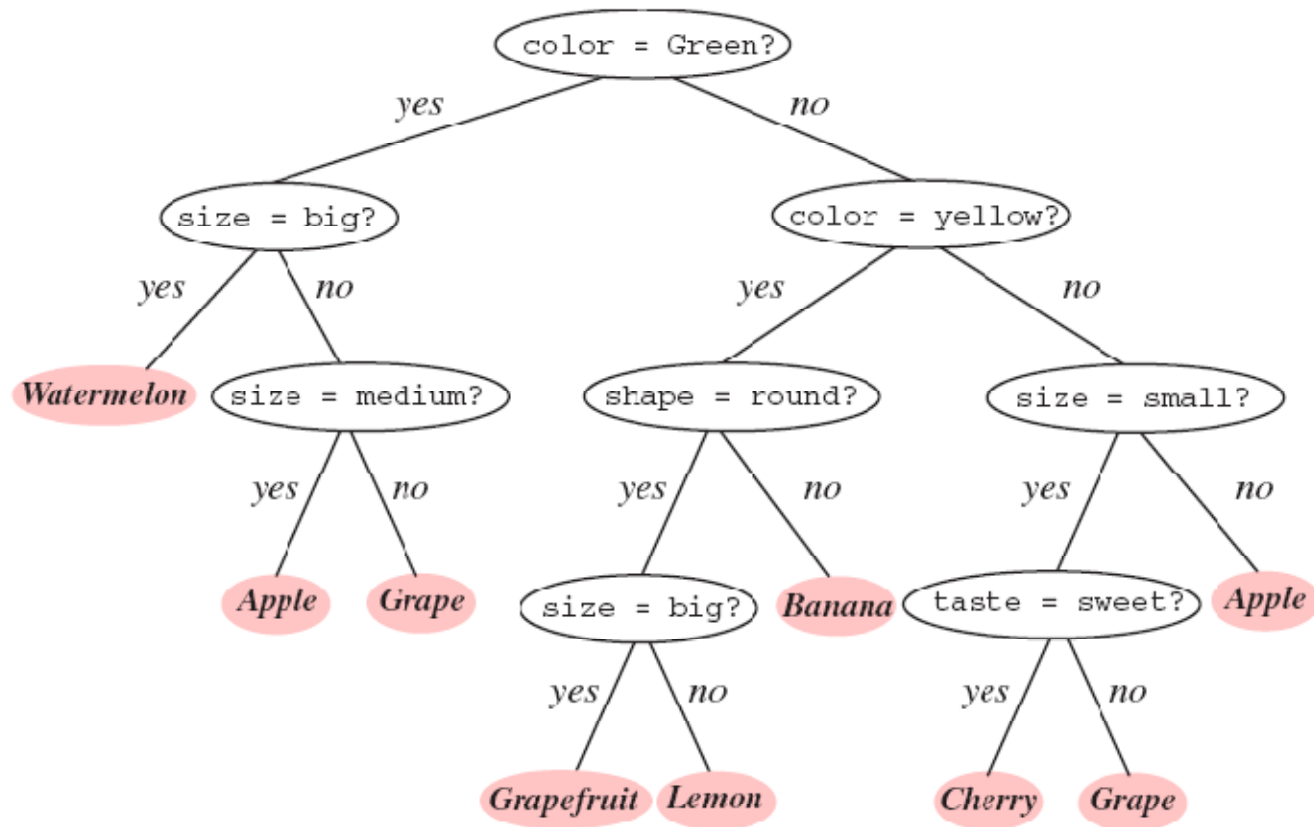 color = Green?
yes
no
size = big?
color = yellow?
yes
no
yes
no
Watermelon
size = medium?
shape = round?
size = small?
yes
no
yes
no
yes
no
Apple
Grape
size = big?
Banana
taste = sweet?
Apple
yes
no
yes
no
Grapefruit
Lemon
Cherry
Grape